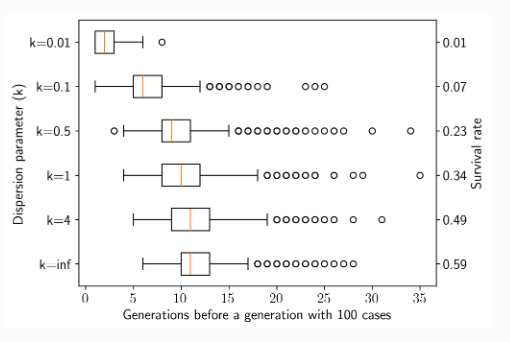 Dispersion parameter (k)
k=0.01
k=0.1
k=0.5
k=1
k=4
k=inf
0.01
0.07
0.23
0.34
0.49
0.59
Survival rate
0 5 10 15 20 25 30 35
Generations before a generation with 100 cases